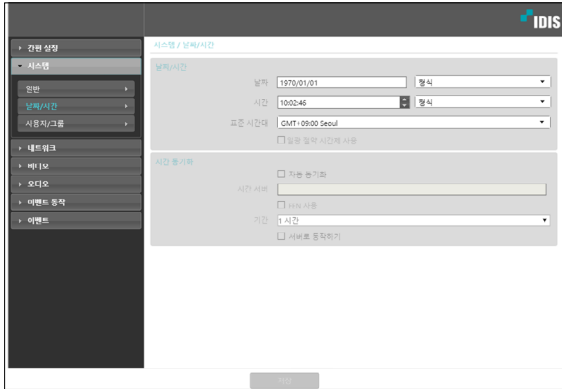 IDIS
간편 설정
시스템
일반
날짜/시간
사용자/그룹
네트워크
비디오
오디오
이벤트 동작
이벤트
시스템 / 날짜/시간
날짜/시간
날짜 1970/01/01 형식
시간 10:02:46 형식
표준 시간대 GMT+09:00 Seoul
일광 절약 시간제 사용
시간 동기화
자동 동기화
시간 서버
사용
기간 1 시간
서버로 동작하기
저장